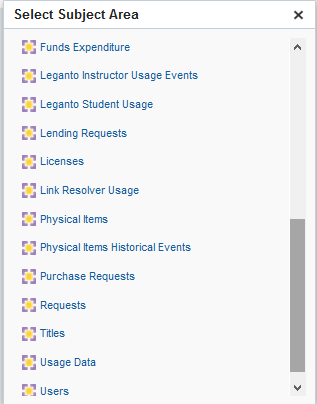 Select Subject Area
Funds Expenditure
Leganto Instructor Usage Events
Leganto Student Usage
Lending Requests
Licenses
Link Resolver Usage
Physical Items
Physical Items Historical Events
Purchase Requests
Requests
Titles
Usage Data
Users